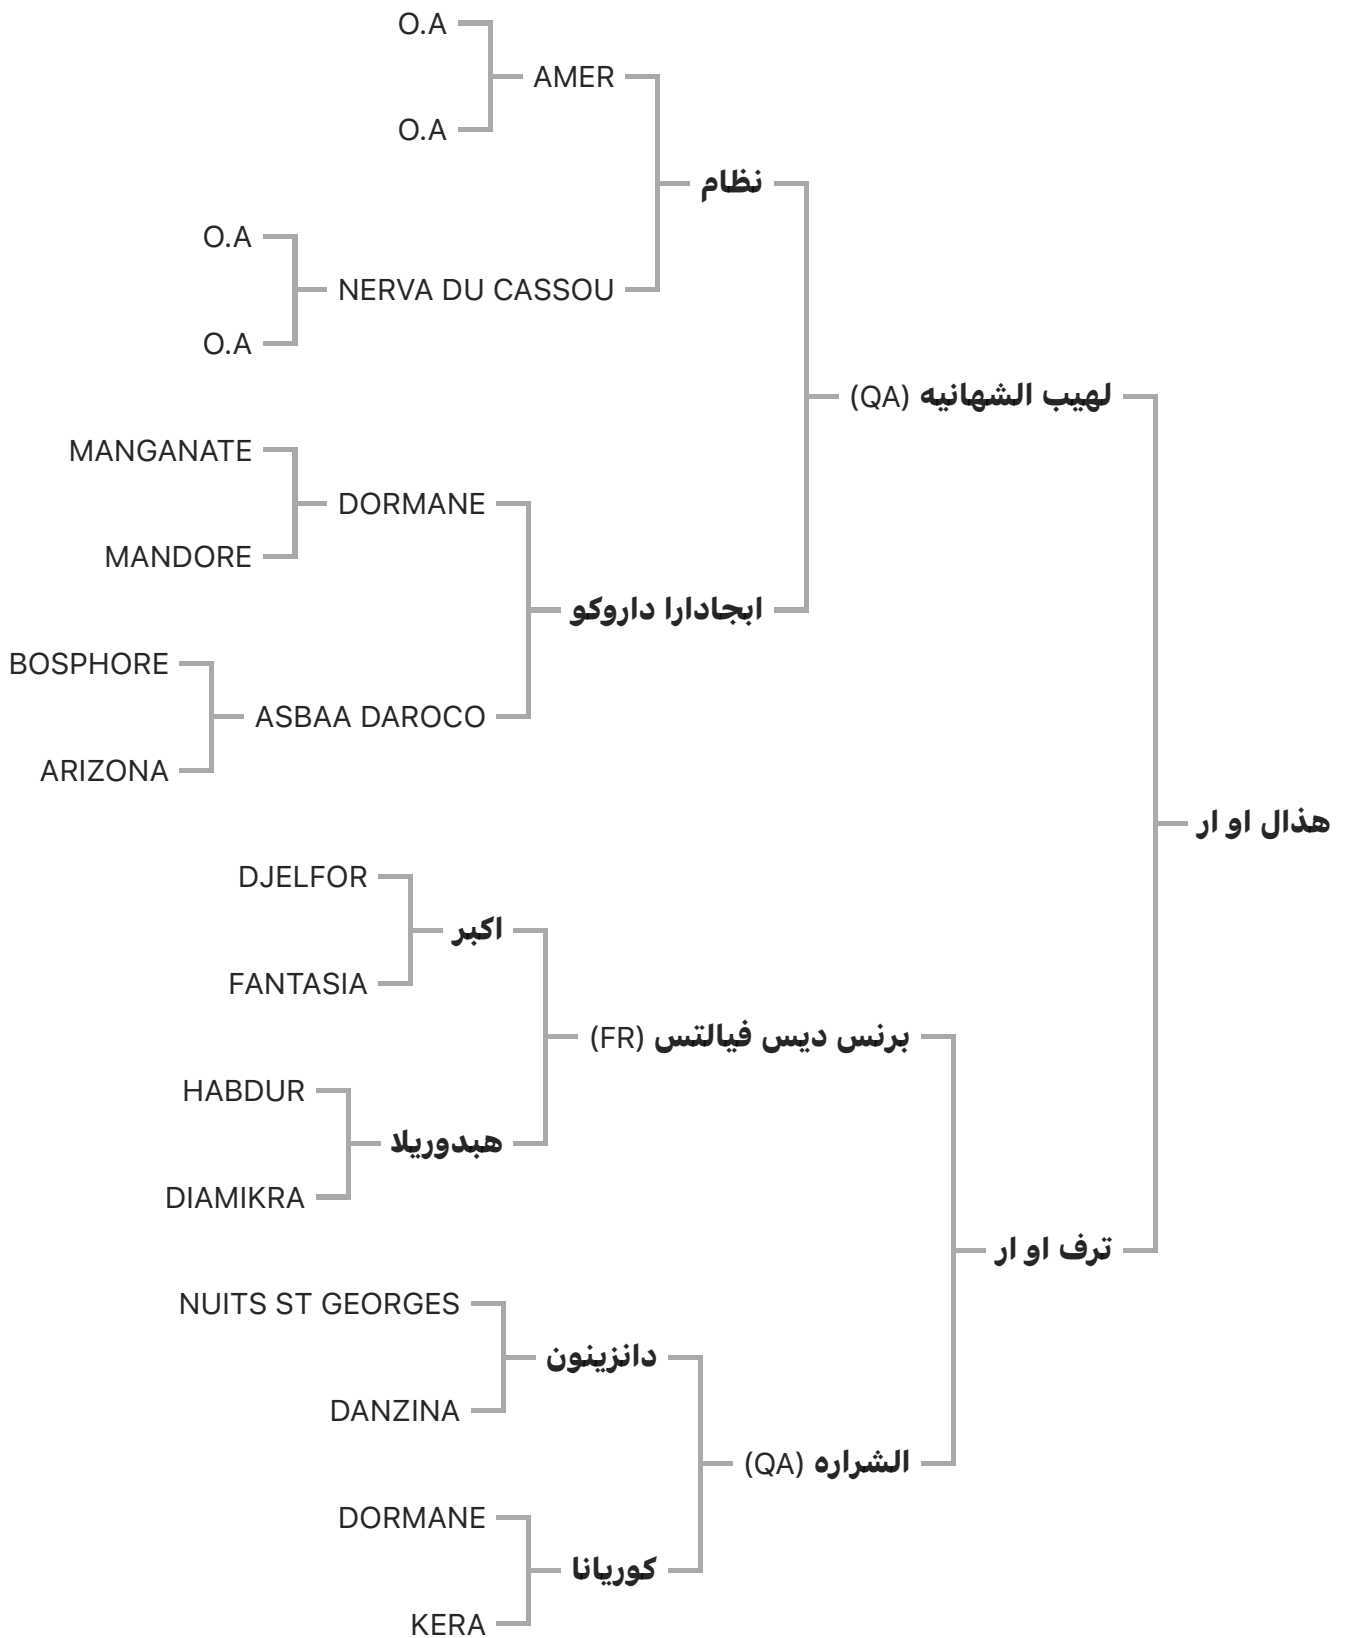 O.A
AMER
O.A
نظام
O.A
NERVA DU CASSOU
O.A
لهيب الشهانيه (QA)
MANGANATE
DORMANE
MANDORE
ابجادارا داروكو
BOSPHORE
ASBAA DAROCO
ARIZONA
هذال او ار
DJELFOR
اكبر
FANTASIA
برنس ديس فيالتس (FR)
HABDUR
هبدوريلا
DIAMIKRA
ترف او ار
NUITS ST GEORGES
دانزينون
DANZINA
الشراره (QA)
DORMANE
كوريانا
KERA